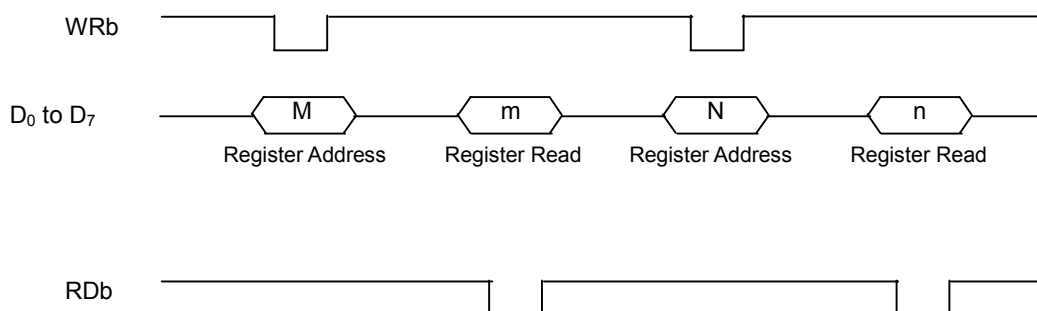 WRb
D₀ to D₇ M m N n
Register Address Register Read Register Address Register Read
RDb